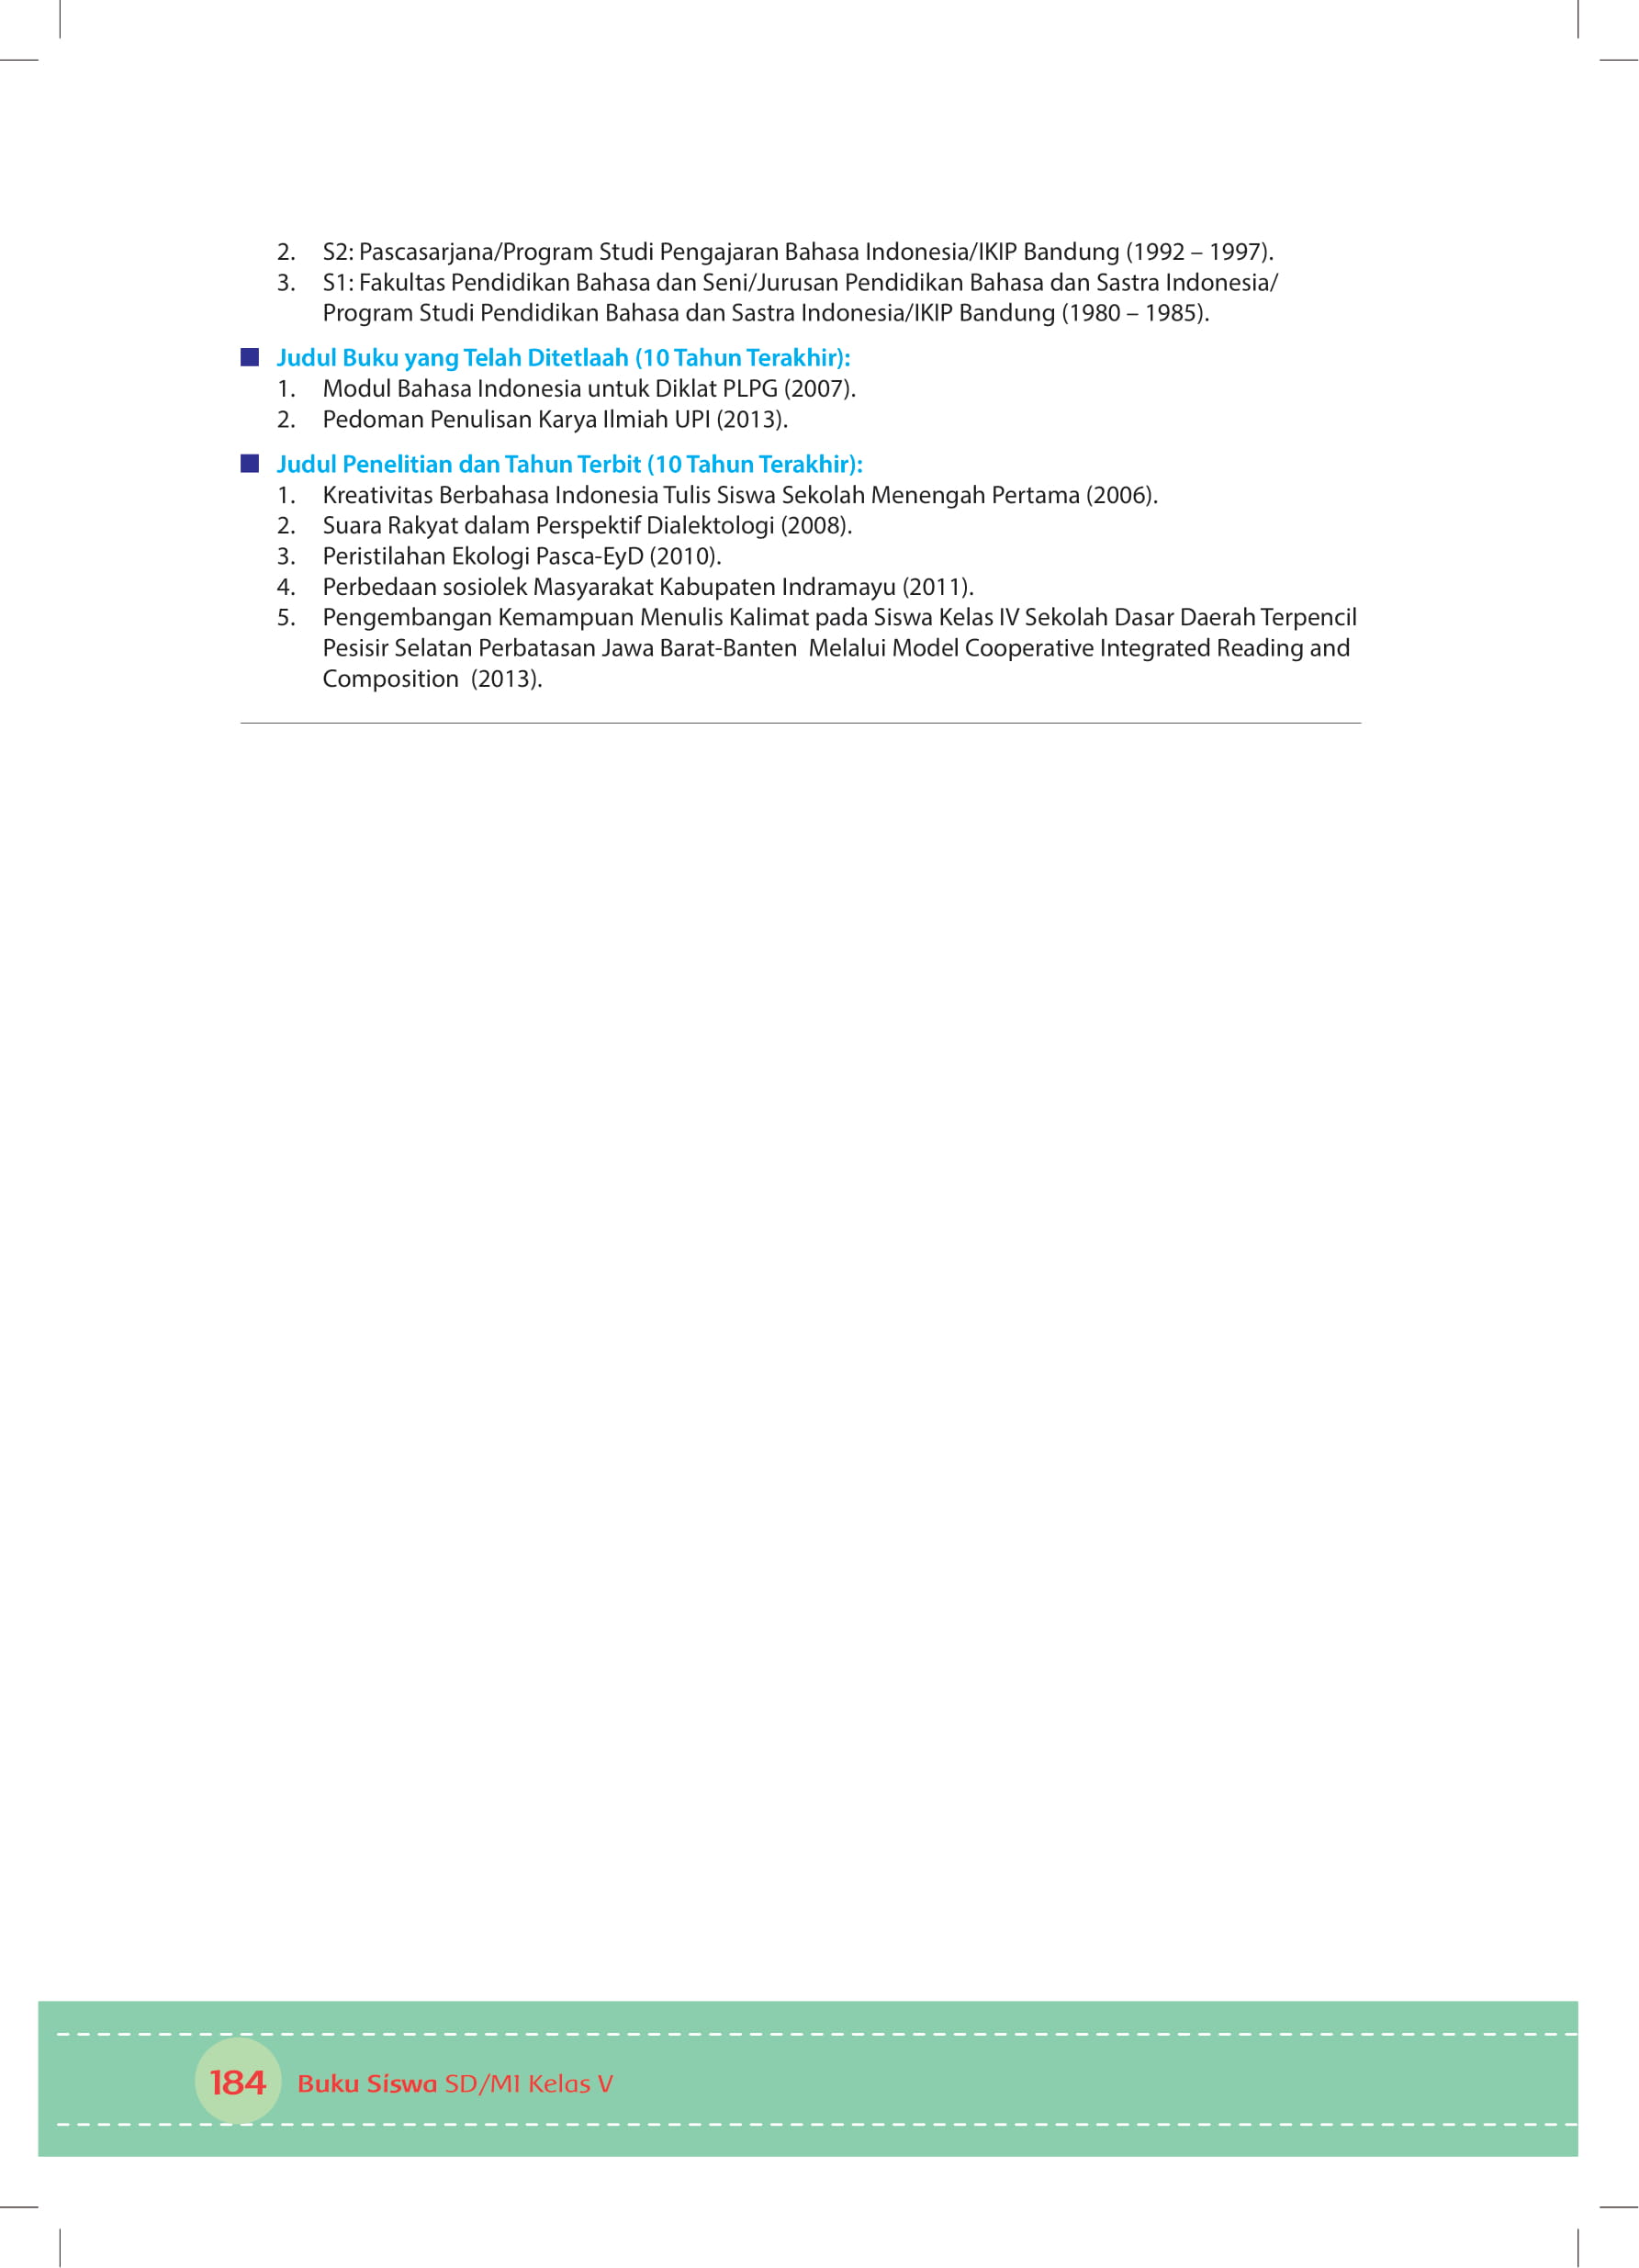 2. S2: Pascasarjana/Program Studi Pengajaran Bahasa Indonesia/IKIP Bandung (1992 – 1997).
3. S1: Fakultas Pendidikan Bahasa dan Seni/Jurusan Pendidikan Bahasa dan Sastra Indonesia/
Program Studi Pendidikan Bahasa dan Sastra Indonesia/IKIP Bandung (1980 – 1985).
Judul Buku yang Telah Ditetlaah (10 Tahun Terakhir):
1. Modul Bahasa Indonesia untuk Diklat PLPG (2007).
2. Pedoman Penulisan Karya Ilmiah UPI (2013).
Judul Penelitian dan Tahun Terbit (10 Tahun Terakhir):
1. Kreativitas Berbahasa Indonesia Tulis Siswa Sekolah Menengah Pertama (2006).
2. Suara Rakyat dalam Perspektif Dialektologi (2008).
3. Peristilahan Ekologi Pasca-EyD (2010).
4. Perbedaan sosiolek Masyarakat Kabupaten Indramayu (2011).
5. Pengembangan Kemampuan Menulis Kalimat pada Siswa Kelas IV Sekolah Dasar Daerah Terpencil
Pesisir Selatan Perbatasan Jawa Barat-Banten Melalui Model Cooperative Integrated Reading and
Composition (2013).
184 Buku Siswa SD/MI Kelas V